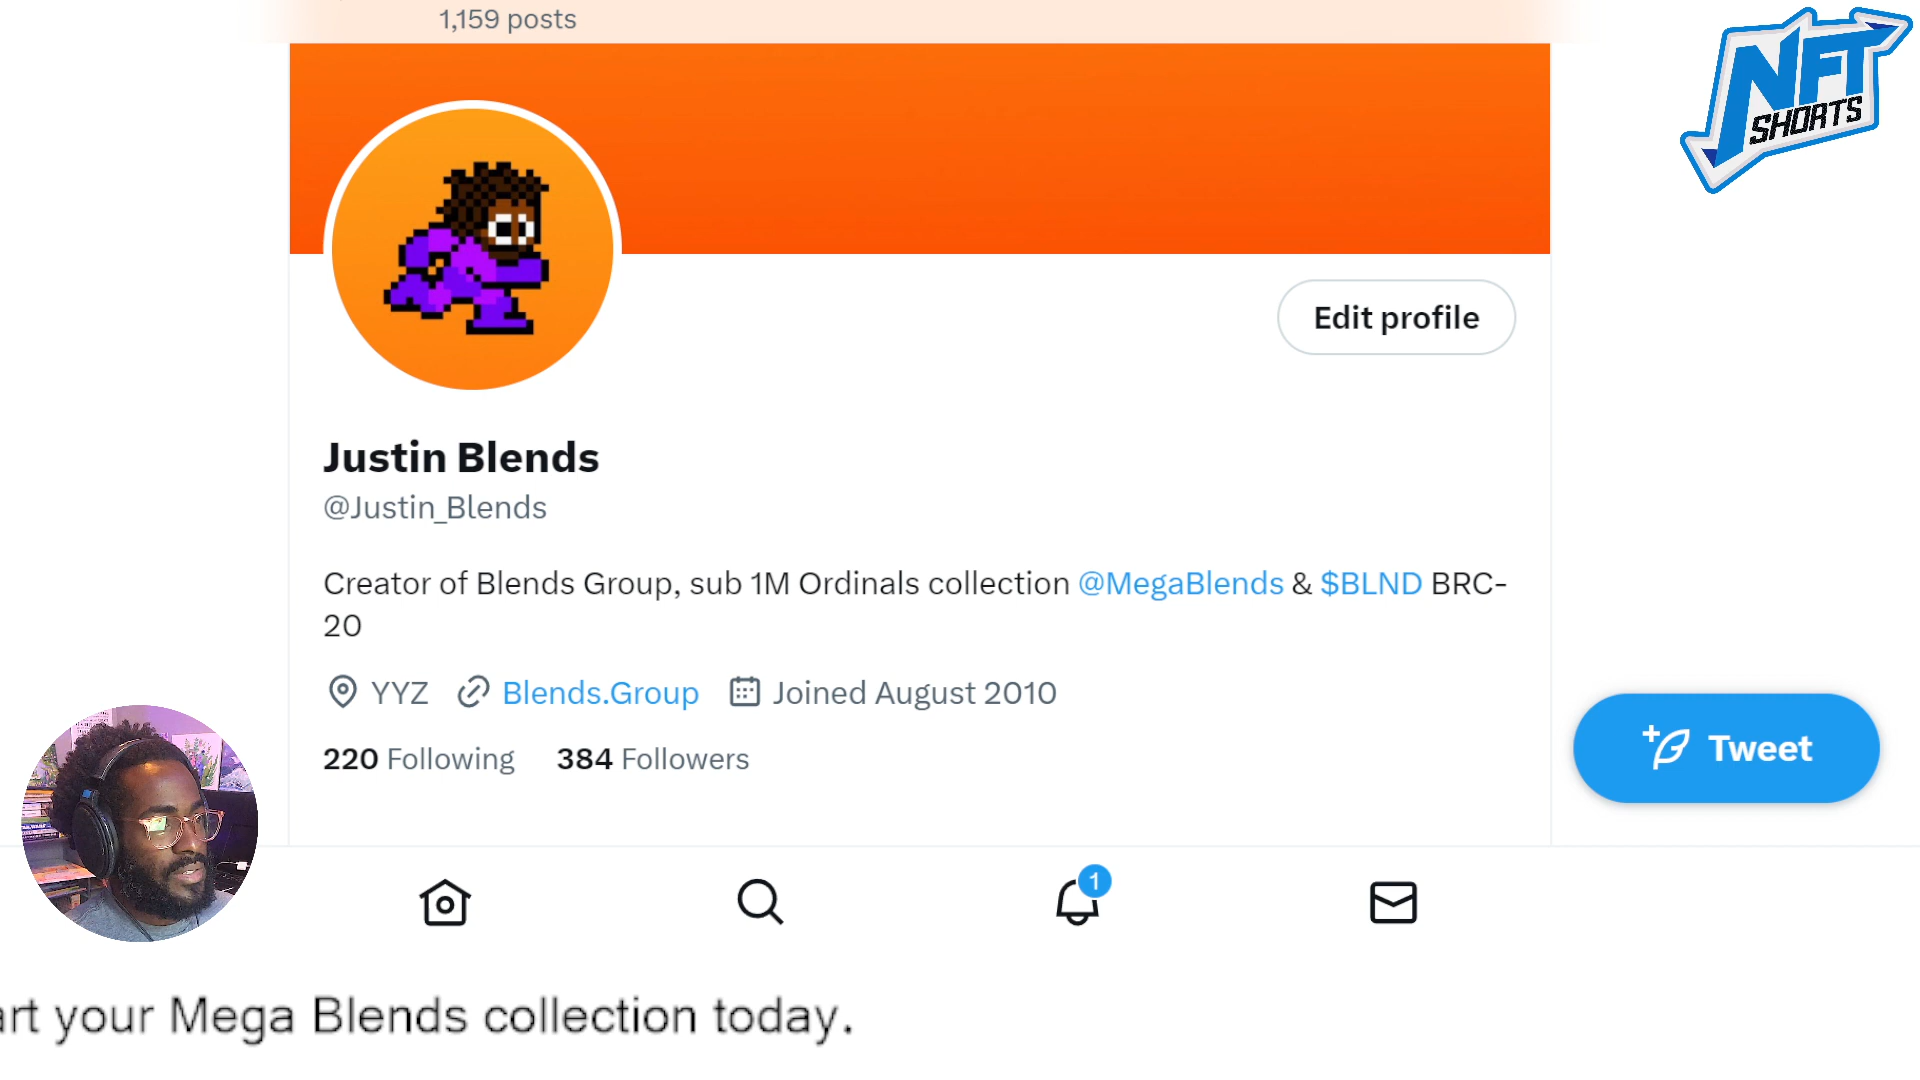 1,159 posts
NFT
SHORTS
Edit profile
Justin Blends
@Justin_Blends
Creator of Blends Group, sub 1M Ordinals collection @MegaBlends & $BLND BRC-
20
YYZ Blends.Group Joined August 2010
220 Following 384 Followers
Tweet
1
art your Mega Blends collection today.